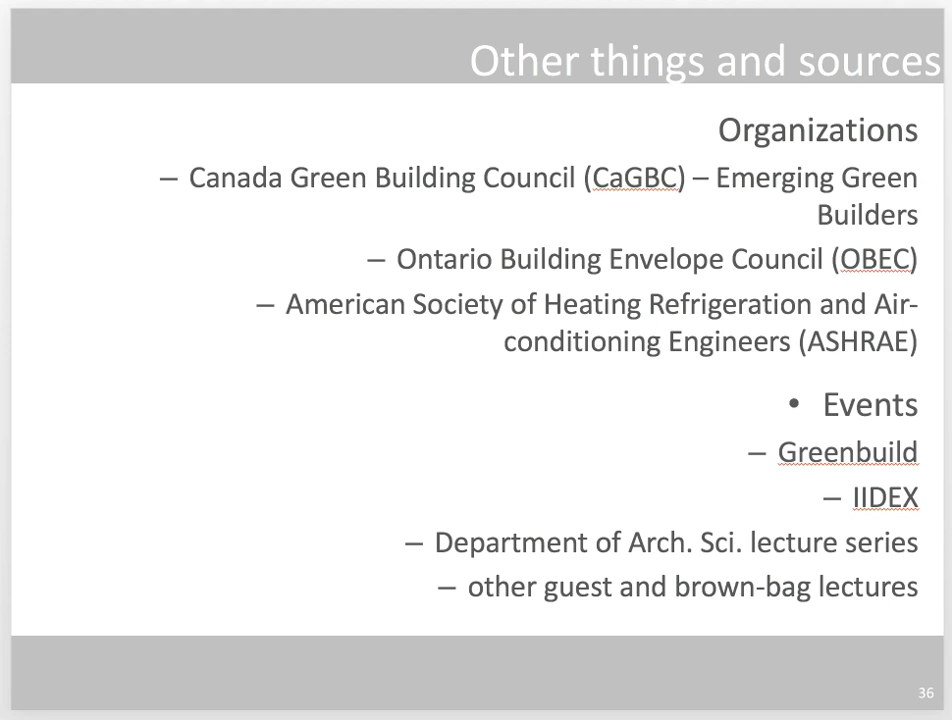 Other things and sources
Organizations
– Canada Green Building Council (CaGBC) – Emerging Green
Builders
– Ontario Building Envelope Council (OBEC)
– American Society of Heating Refrigeration and Air-
conditioning Engineers (ASHRAE)
• Events
– Greenbuild
– IIDEX
– Department of Arch. Sci. lecture series
– other guest and brown-bag lectures
36